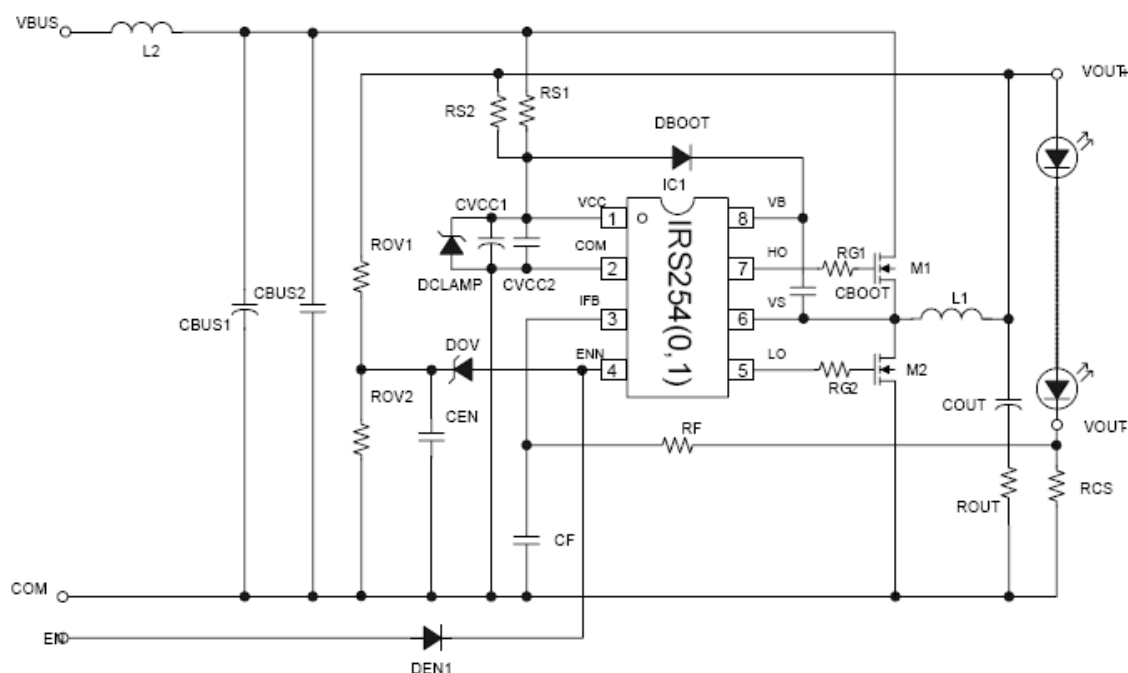 VBUS
L2
VOUT+
RS1
RS2
DBOOT
IC1
CVCC1
VCC
1
8
VB
ROV1
COM
2
7
HO
RG1
M1
DCLAMP
CVCC2
CBOOT
CBUS2
IFB
3
6
VS
L1
CBUS1
DOV
ENN
4
5
LO
M2
IRS254(0,1)
RG2
ROV2
CEN
COUT
VOUT-
RF
RCS
ROUT
CF
COM
EN
DEN1